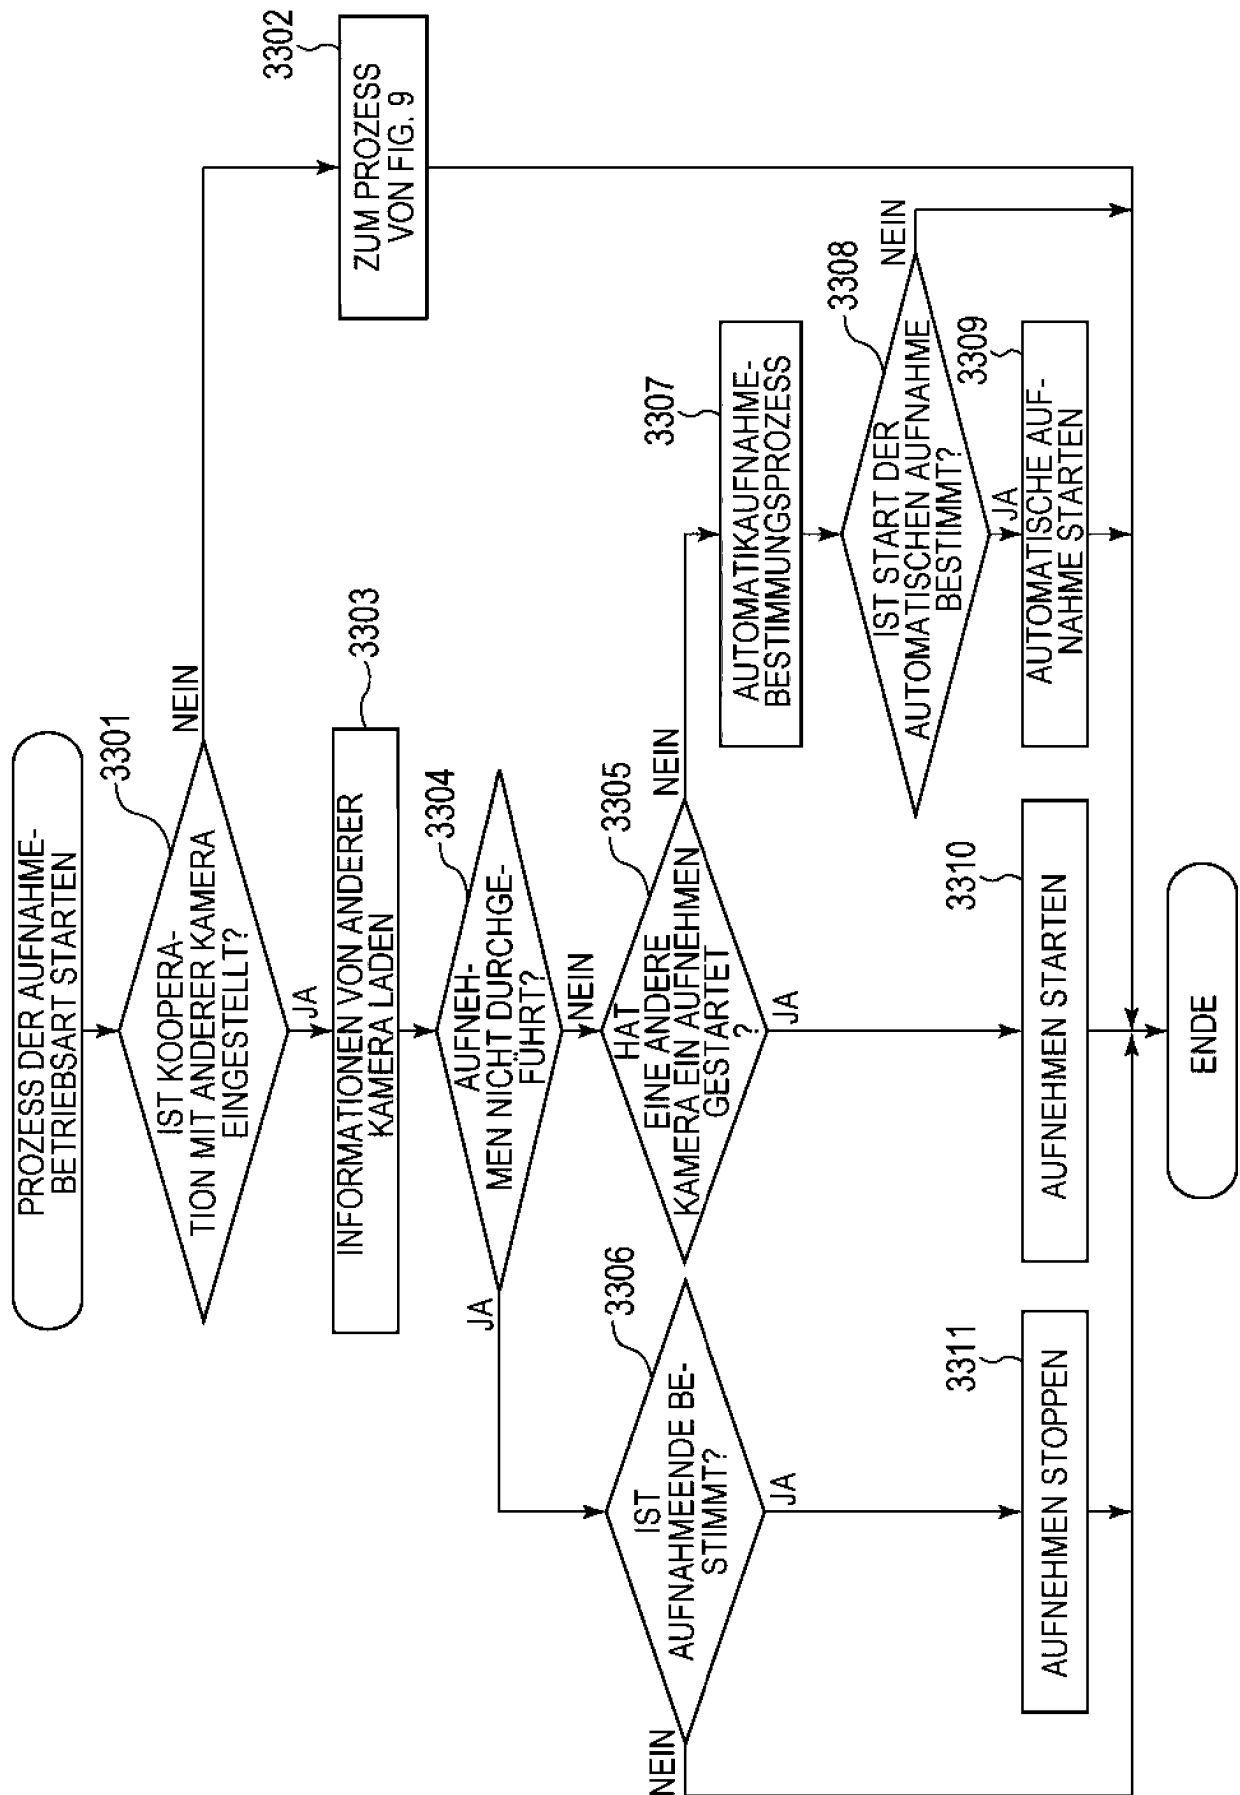 PROZESS DER AUFNAHME-
BETRIEBSART STARTEN
3301
IST KOOPERA-
TION MIT ANDERER KAMERA
EINGESTELLT?
NEIN
JA
3302
ZUM PROZESS
VON FIG. 9
3303
INFORMATIONEN VON ANDERER
KAMERA LADEN
3304
AUFNEH-
MEN NICHT DURCHGE-
FÜHRT?
JA
NEIN
3305
HAT
EINE ANDERE
KAMERA EIN AUFNEHMEN
GESTARTET
?
NEIN
JA
3306
IST
AUFNAHMEENDE BE-
STIMMT?
NEIN
JA
3307
AUTOMATIKAUFNAHME-
BESTIMMUNGSPROZESS
3308
IST START DER
AUTOMATISCHEN AUFNAHME
BESTIMMT?
NEIN
JA
3309
AUTOMATISCHE AUF-
NAHME STARTEN
3310
AUFNEHMEN STARTEN
3311
AUFNEHMEN STOPPEN
ENDE